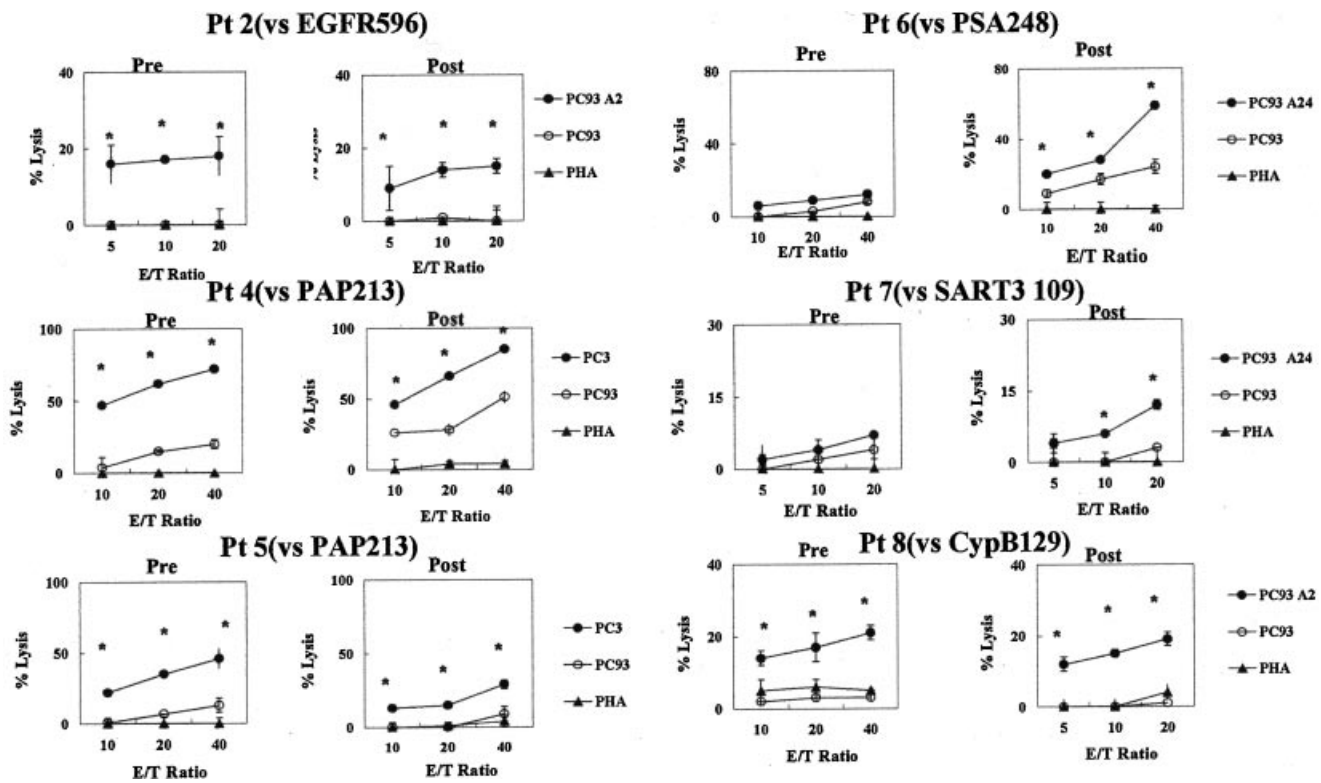 Pt 2(vs EGFR596)
Pre
40
20
0
% Lysis
* * *
5 10 20
E/T Ratio
Post
40
20
0
% Lysis
* * *
5 10 20
E/T Ratio
PC93 A2
PC93
PHA
Pt 6(vs PSA248)
Pre
80
40
0
% Lysis
10 20 40
E/T Ratio
Post
80
40
0
% Lysis
* * *
10 20 40
E/T Ratio
PC93 A24
PC93
PHA
Pt 4(vs PAP213)
Pre
100
50
0
% Lysis
* * *
10 20 40
E/T Ratio
Post
100
50
0
% Lysis
* * *
10 20 40
E/T Ratio
PC3
PC93
PHA
Pt 7(vs SART3 109)
Pre
30
15
0
% Lysis
5 10 20
E/T Ratio
Post
30
15
0
% Lysis
* *
5 10 20
E/T Ratio
PC93 A24
PC93
PHA
Pt 5(vs PAP213)
Pre
100
50
0
% Lysis
* * *
10 20 40
E/T Ratio
Post
100
50
0
% Lysis
* * *
10 20 40
E/T Ratio
PC3
PC93
PHA
Pt 8(vs CypB129)
Pre
40
20
0
% Lysis
* * *
10 20 40
E/T Ratio
Post
40
20
0
% Lysis
* * *
5 10 20
E/T Ratio
PC93 A2
PC93
PHA